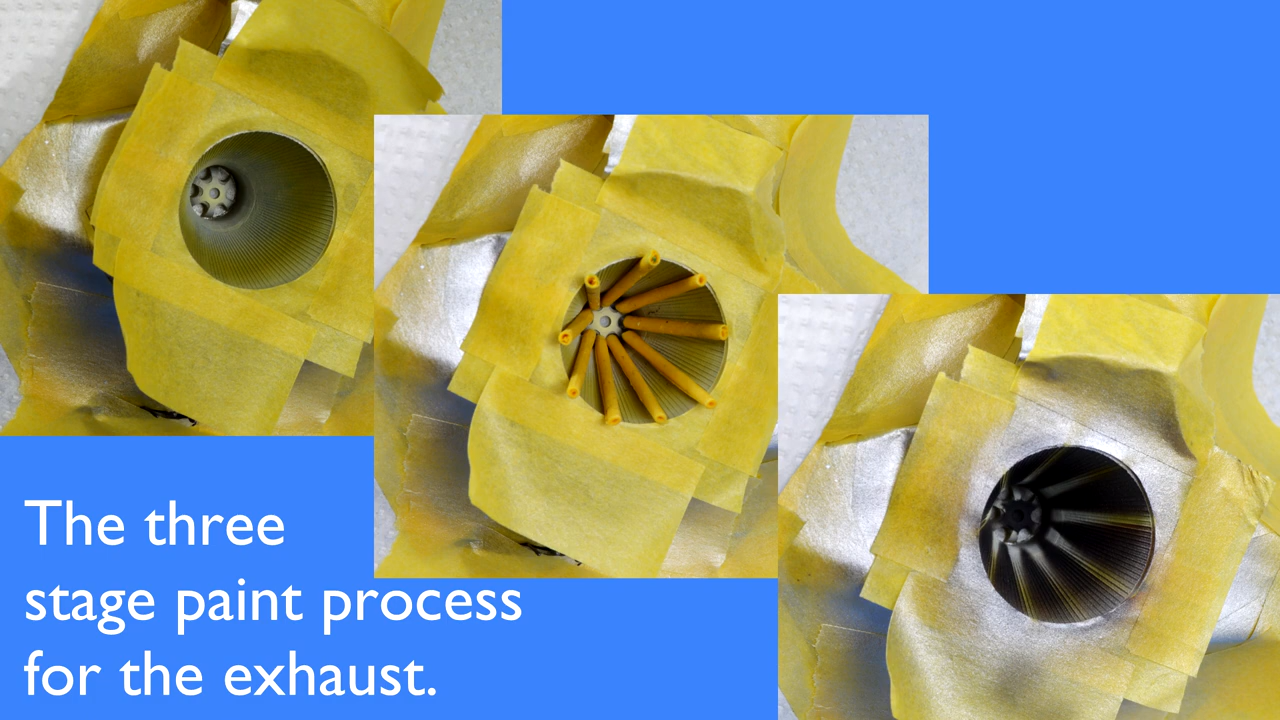 The three
stage paint process
for the exhaust.